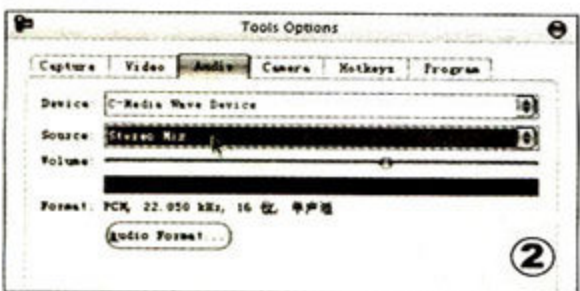 Tools Options
Capture Video Audio Camera Hotkeys Program
Device: C-Media Wave Device
Source: Stereo Mix
Volume:
Format: PCM, 22.050 kHz, 16 位, 单声道
Audio Format...
②